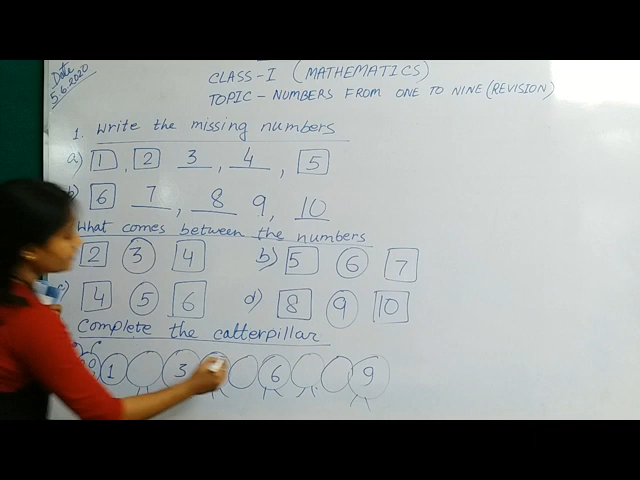 Date
5.6.2020
CLASS-I (MATHEMATICS)
TOPIC - NUMBERS FROM ONE TO NINE (REVISION)
1. Write the missing numbers
a) 1, 2 3, 4, 5
b) 6 7, 8 9, 10
What comes between the numbers
2 3 4 b) 5 6 7
c) 4 5 6 d) 8 9 10
Complete the catterpillar
1 3 6 9